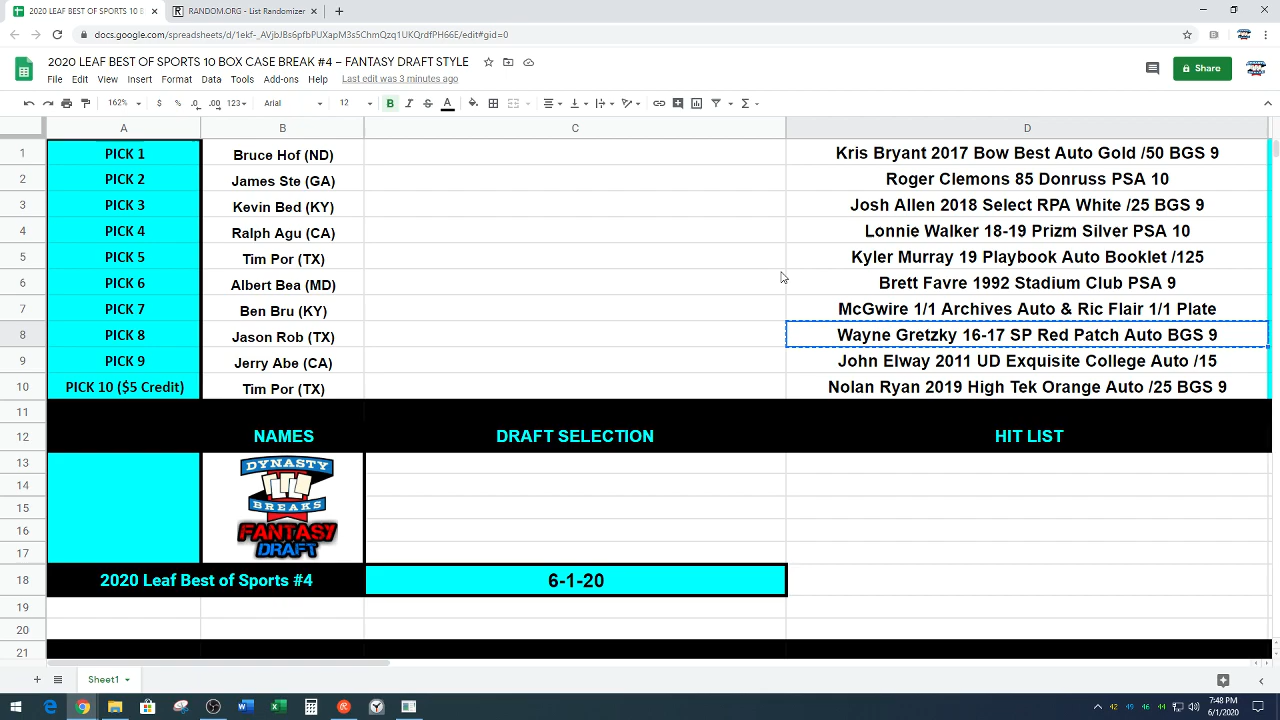 2020 LEAF BEST OF SPORTS 10 B
RANDOM.ORG - List Randomizer
docs.google.com/spreadsheets/d/1ekf-_AVjbJBs6pfbPUXapM3s5ChmQzq1UKQrdfPH66E/edit#gid=0
2020 LEAF BEST OF SPORTS 10 BOX CASE BREAK #4 – FANTASY DRAFT STYLE
File Edit View Insert Format Data Tools Add-ons Help Last edit was 3 minutes ago
Share
162% $ % .0 .00 123 Arial 12 B I S A
A B C D
1 PICK 1 Bruce Hof (ND) Kris Bryant 2017 Bow Best Auto Gold /50 BGS 9
2 PICK 2 James Ste (GA) Roger Clemons 85 Donruss PSA 10
3 PICK 3 Kevin Bed (KY) Josh Allen 2018 Select RPA White /25 BGS 9
4 PICK 4 Ralph Agu (CA) Lonnie Walker 18-19 Prizm Silver PSA 10
5 PICK 5 Tim Por (TX) Kyler Murray 19 Playbook Auto Booklet /125
6 PICK 6 Albert Bea (MD) Brett Favre 1992 Stadium Club PSA 9
7 PICK 7 Ben Bru (KY) McGwire 1/1 Archives Auto & Ric Flair 1/1 Plate
8 PICK 8 Jason Rob (TX) Wayne Gretzky 16-17 SP Red Patch Auto BGS 9
9 PICK 9 Jerry Abe (CA) John Elway 2011 UD Exquisite College Auto /15
10 PICK 10 ($5 Credit) Tim Por (TX) Nolan Ryan 2019 High Tek Orange Auto /25 BGS 9
11
12 NAMES DRAFT SELECTION HIT LIST
13 DYNASTY
14
15 BREAKS
16 FANTASY
17 DRAFT
18 2020 Leaf Best of Sports #4 6-1-20
19
20
21
Sheet1
42 49 46 44
7:48 PM
6/1/2020